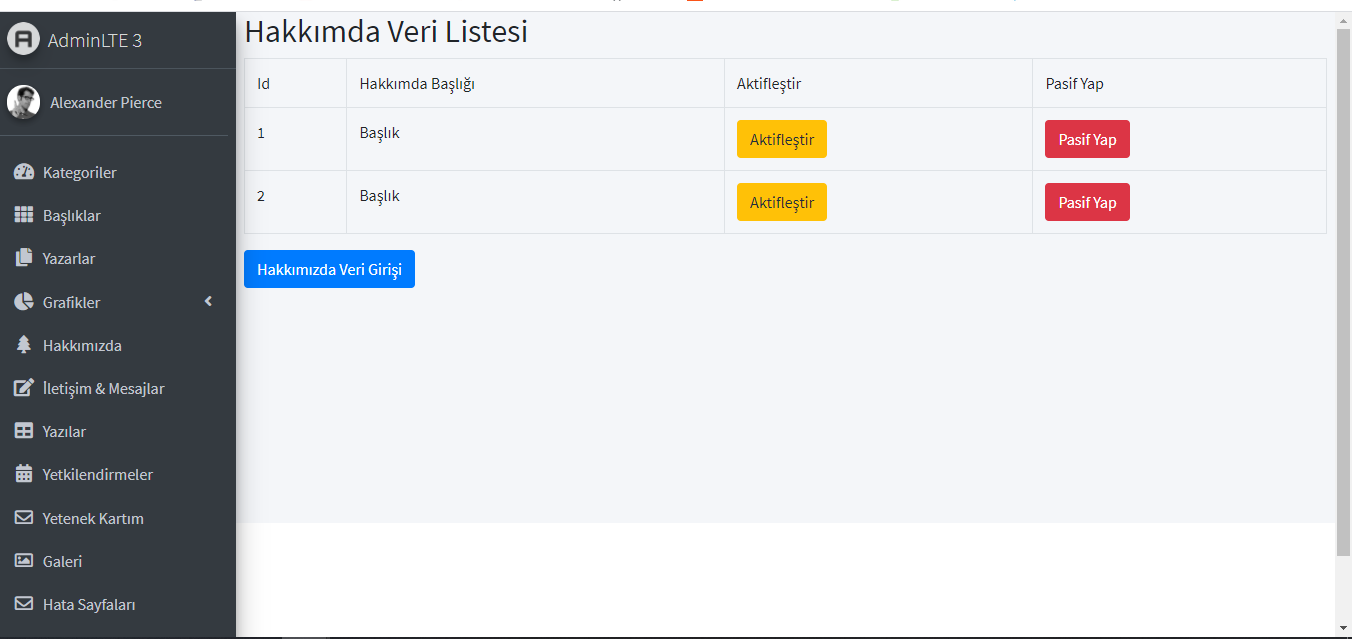 AdminLTE 3
Alexander Pierce
Kategoriler
Başlıklar
Yazarlar
Grafikler
Hakkımızda
İletişim & Mesajlar
Yazılar
Yetkilendirmeler
Yetenek Kartım
Galeri
Hata Sayfaları
Hakkımda Veri Listesi
Id Hakkımda Başlığı Aktifleştir Pasif Yap
1 Başlık Aktifleştir Pasif Yap
2 Başlık Aktifleştir Pasif Yap
Hakkımızda Veri Girişi